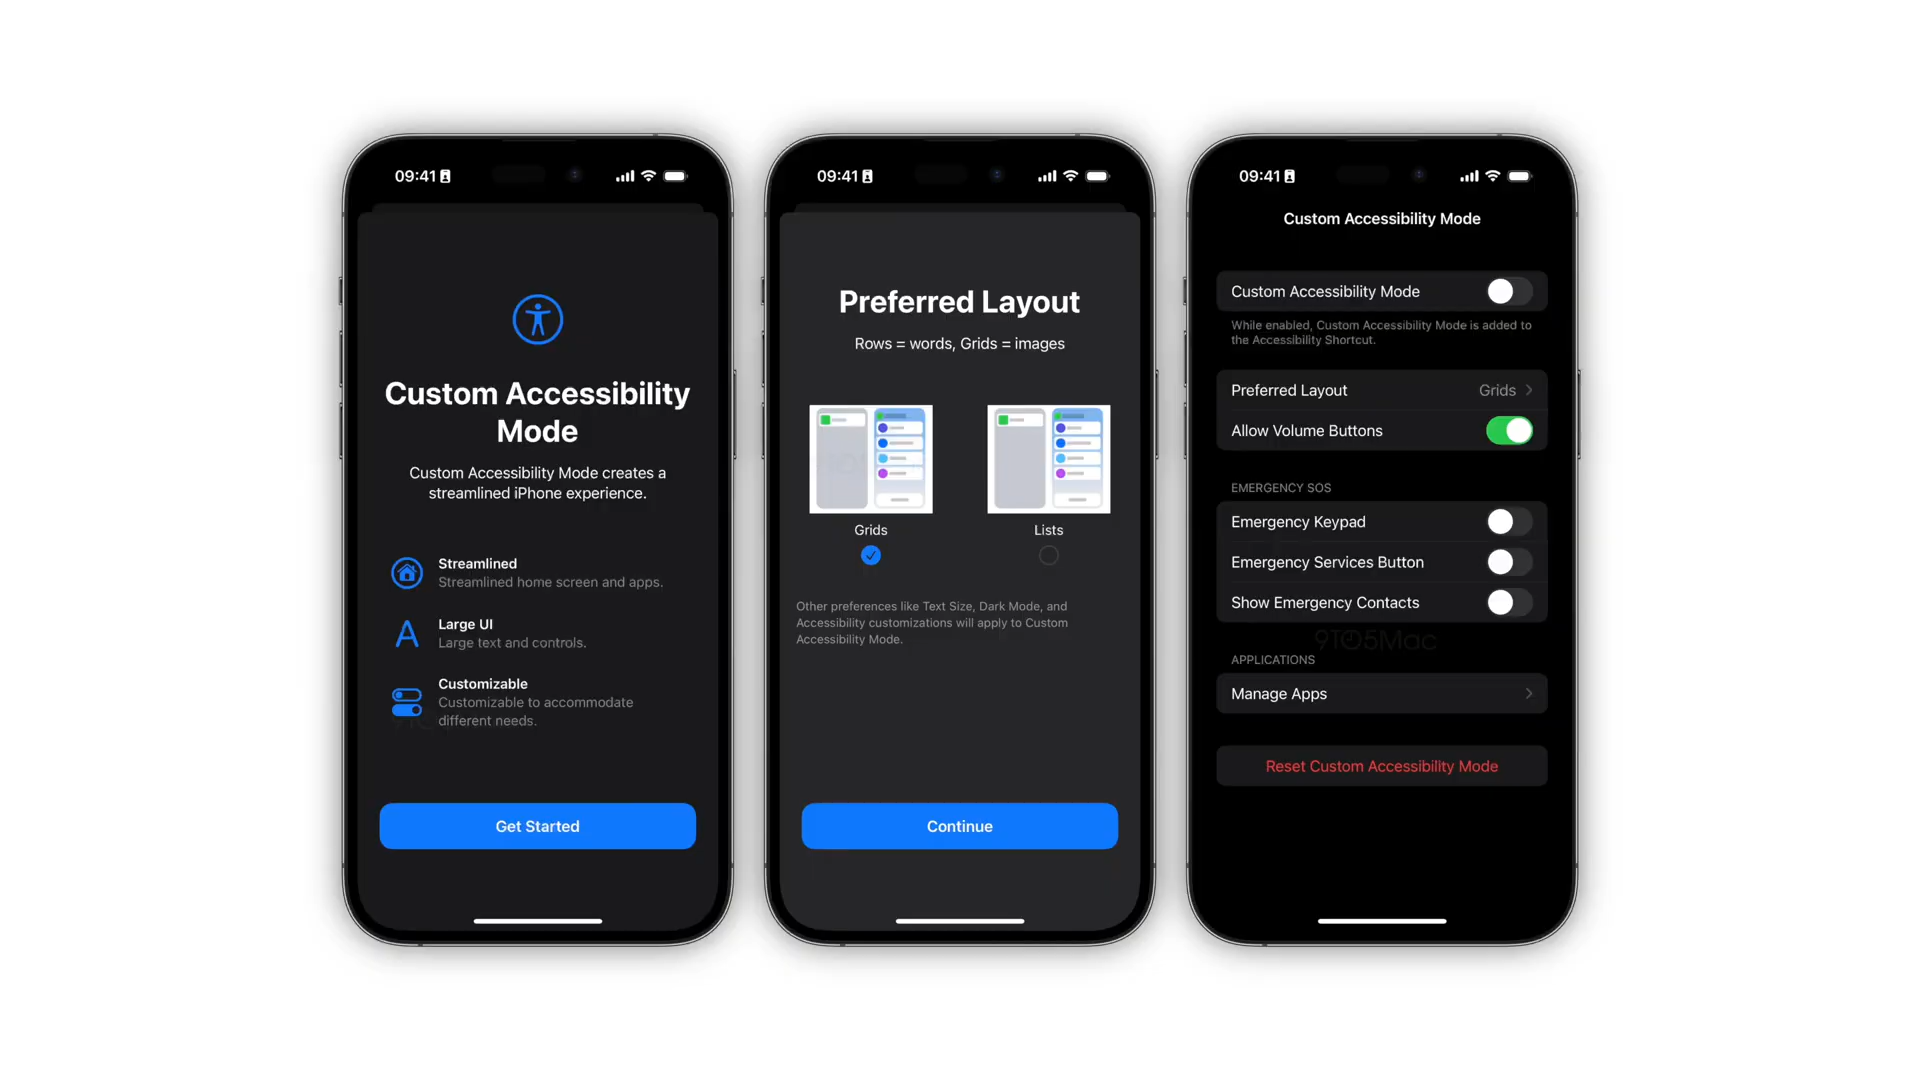 09:41
Custom Accessibility
Mode
Custom Accessibility Mode creates a
streamlined iPhone experience.
Streamlined
Streamlined home screen and apps.
Large UI
Large text and controls.
Customizable
Customizable to accommodate
different needs.
Get Started
09:41
Preferred Layout
Rows = words, Grids = images
Grids
Lists
Other preferences like Text Size, Dark Mode, and
Accessibility customizations will apply to Custom
Accessibility Mode.
Continue
09:41
Custom Accessibility Mode
Custom Accessibility Mode
While enabled, Custom Accessibility Mode is added to
the Accessibility Shortcut.
Preferred Layout Grids
Allow Volume Buttons
EMERGENCY SOS
Emergency Keypad
Emergency Services Button
Show Emergency Contacts
9TO5Mac
APPLICATIONS
Manage Apps
Reset Custom Accessibility Mode